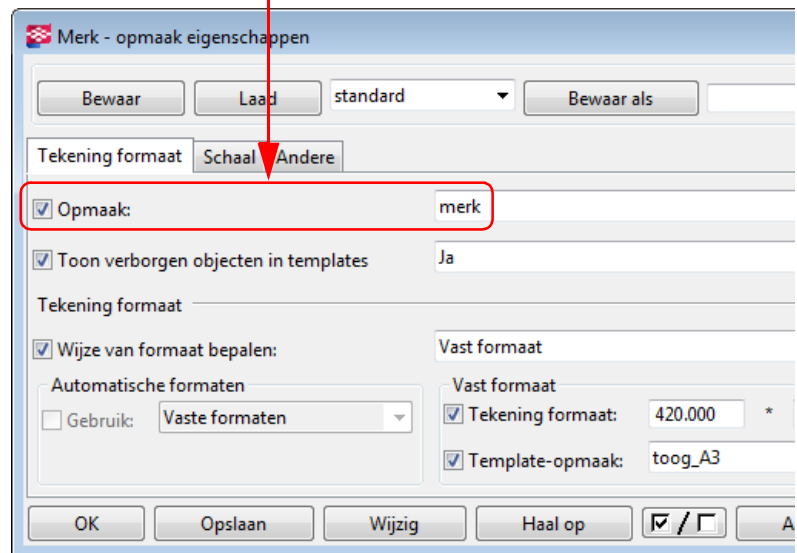 Merk - opmaak eigenschappen
Bewaar Laad standard Bewaar als
Tekening formaat Schaal Andere
Opmaak: merk
Toon verborgen objecten in templates Ja
Tekening formaat
Wijze van formaat bepalen: Vast formaat
Automatische formaten Vast formaat
Gebruik: Vaste formaten Tekening formaat: 420.000 *
Template-opmaak: toog_A3
OK Opslaan Wijzig Haal op / A